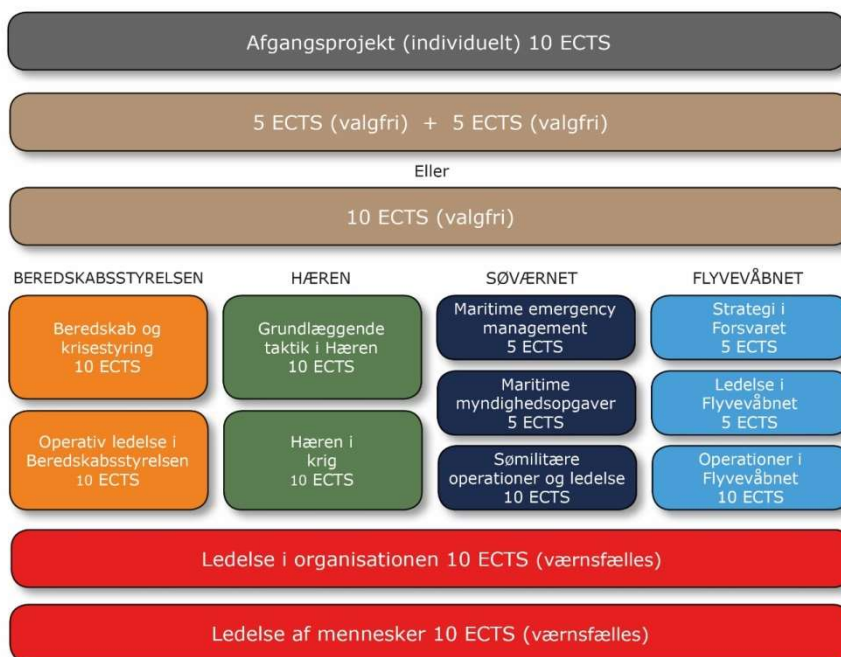 Afgangsprojekt (individuelt) 10 ECTS
5 ECTS (valgfri) + 5 ECTS (valgfri)
Eller
10 ECTS (valgfri)
BEREDSKABSSTYRELSEN
Beredskab og
krisestyring
10 ECTS
Operativ ledelse i
Beredskabsstyrelsen
10 ECTS
HÆREN
Grundlæggende
taktik i Hæren
10 ECTS
Hæren i
krig
10 ECTS
SØVÆRNET
Maritime emergency
management
5 ECTS
Maritime
myndighedsopgaver
5 ECTS
Sømilitære
operationer og ledelse
10 ECTS
FLYVEVÅBNET
Strategi i
Forsvaret
5 ECTS
Ledelse i
Flyvevåbnet
5 ECTS
Operationer i
Flyvevåbnet
10 ECTS
Ledelse i organisationen 10 ECTS (værnsfælles)
Ledelse af mennesker 10 ECTS (værnsfælles)